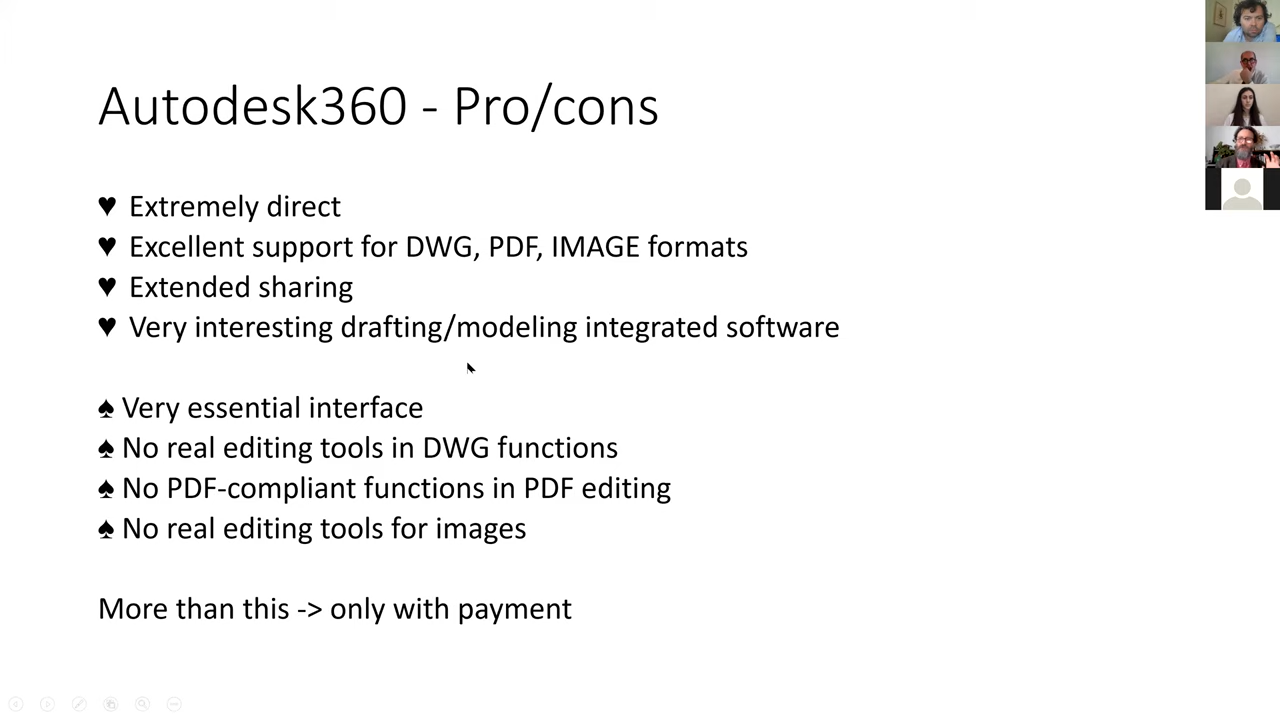 Autodesk360 - Pro/cons
♥ Extremely direct
♥ Excellent support for DWG, PDF, IMAGE formats
♥ Extended sharing
♥ Very interesting drafting/modeling integrated software
♠ Very essential interface
♠ No real editing tools in DWG functions
♠ No PDF-compliant functions in PDF editing
♠ No real editing tools for images
More than this -> only with payment